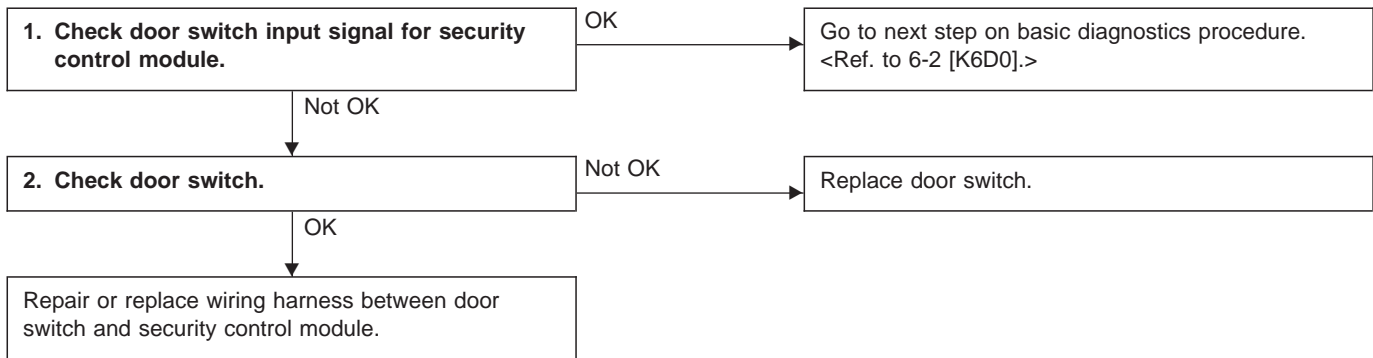 1. Check door switch input signal for security
control module.
OK
Go to next step on basic diagnostics procedure.
<Ref. to 6-2 [K6D0].>
Not OK
2. Check door switch.
Not OK
Replace door switch.
OK
Repair or replace wiring harness between door
switch and security control module.